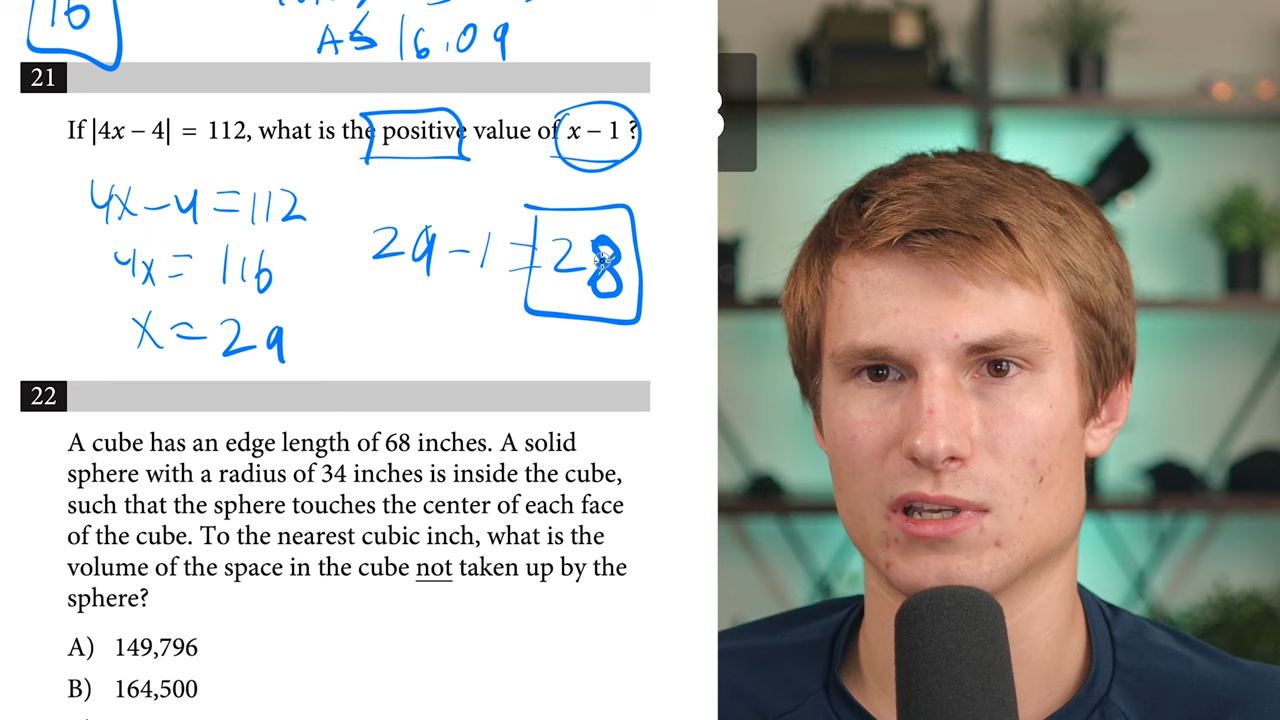 16
As 16.09
21
If |4x − 4| = 112, what is the positive value of x − 1 ?
4x − 4 = 112
4x = 116
x = 29
29 − 1 = 28
22
A cube has an edge length of 68 inches. A solid
sphere with a radius of 34 inches is inside the cube,
such that the sphere touches the center of each face
of the cube. To the nearest cubic inch, what is the
volume of the space in the cube not taken up by the
sphere?
A) 149,796
B) 164,500